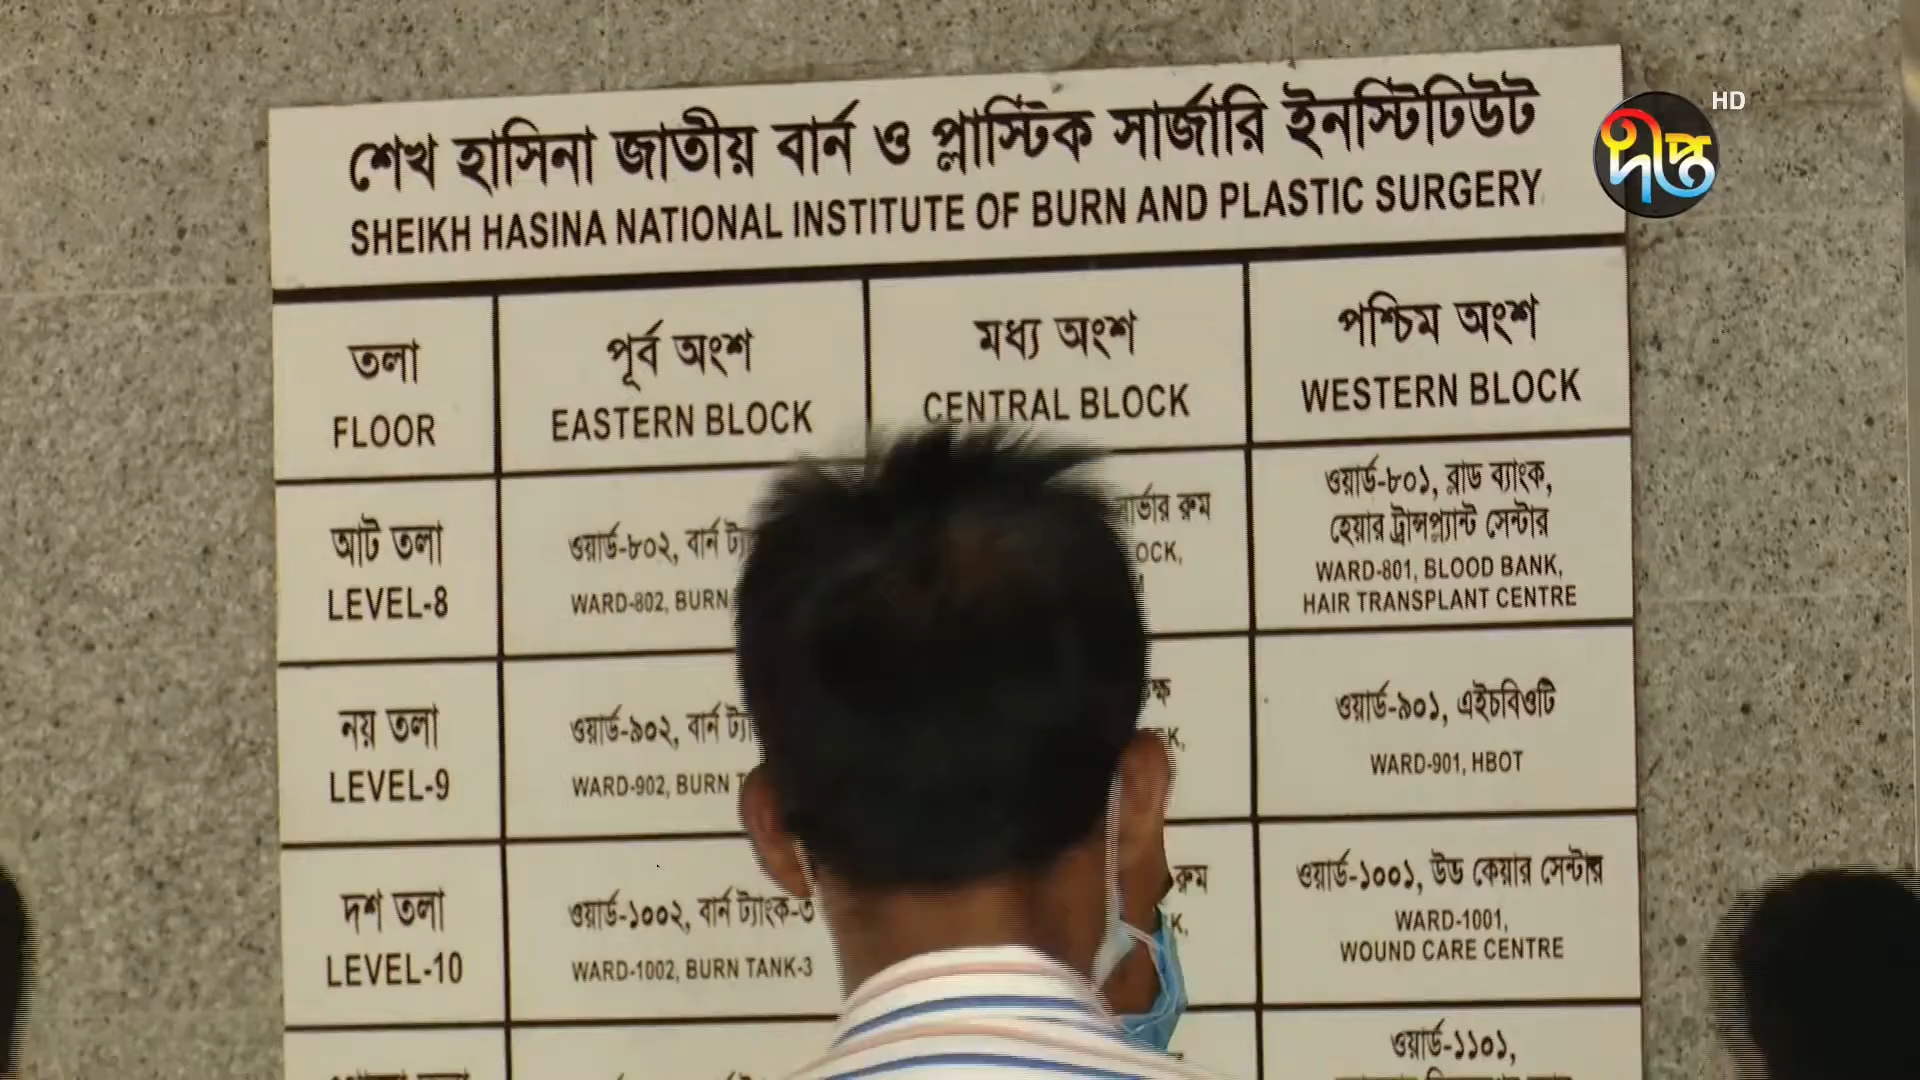 শেখ হাসিনা জাতীয় বার্ন ও প্লাস্টিক সার্জারি ইনস্টিটিউট
SHEIKH HASINA NATIONAL INSTITUTE OF BURN AND PLASTIC SURGERY
HD
দীপ্ত
তলা
FLOOR
পূর্ব অংশ
EASTERN BLOCK
মধ্য অংশ
CENTRAL BLOCK
পশ্চিম অংশ
WESTERN BLOCK
আট তলা
LEVEL-8
ওয়ার্ড-৮০২, বার্ন
WARD-802, BURN
রুম
ওয়ার্ড-৮০১, ব্লাড ব্যাংক,
হেয়ার ট্রান্সপ্ল্যান্ট সেন্টার
WARD-801, BLOOD BANK,
HAIR TRANSPLANT CENTRE
নয় তলা
LEVEL-9
ওয়ার্ড-৯০২, বার্ন
WARD-902, BURN
ওয়ার্ড-৯০১, এইচবিওটি
WARD-901, HBOT
দশ তলা
LEVEL-10
ওয়ার্ড-১০০২, বার্ন ট্যাংক-৩
WARD-1002, BURN TANK-3
রুম
ওয়ার্ড-১০০১, উন্ড কেয়ার সেন্টার
WARD-1001,
WOUND CARE CENTRE
ওয়ার্ড-১১০১,